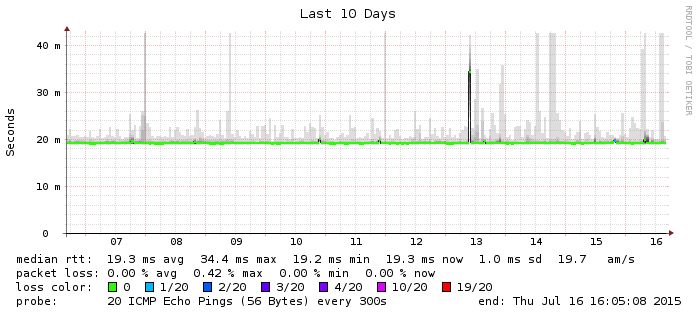 Last 10 Days
RRDTOOL / TOBI OETIKER
Seconds
40 m
30 m
20 m
10 m
0
07 08 09 10 11 12 13 14 15 16
median rtt: 19.3 ms avg 34.4 ms max 19.2 ms min 19.3 ms now 1.0 ms sd 19.7 am/s
packet loss: 0.00 % avg 0.42 % max 0.00 % min 0.00 % now
loss color: 0 1/20 2/20 3/20 4/20 10/20 19/20
probe: 20 ICMP Echo Pings (56 Bytes) every 300s end: Thu Jul 16 16:05:08 2015